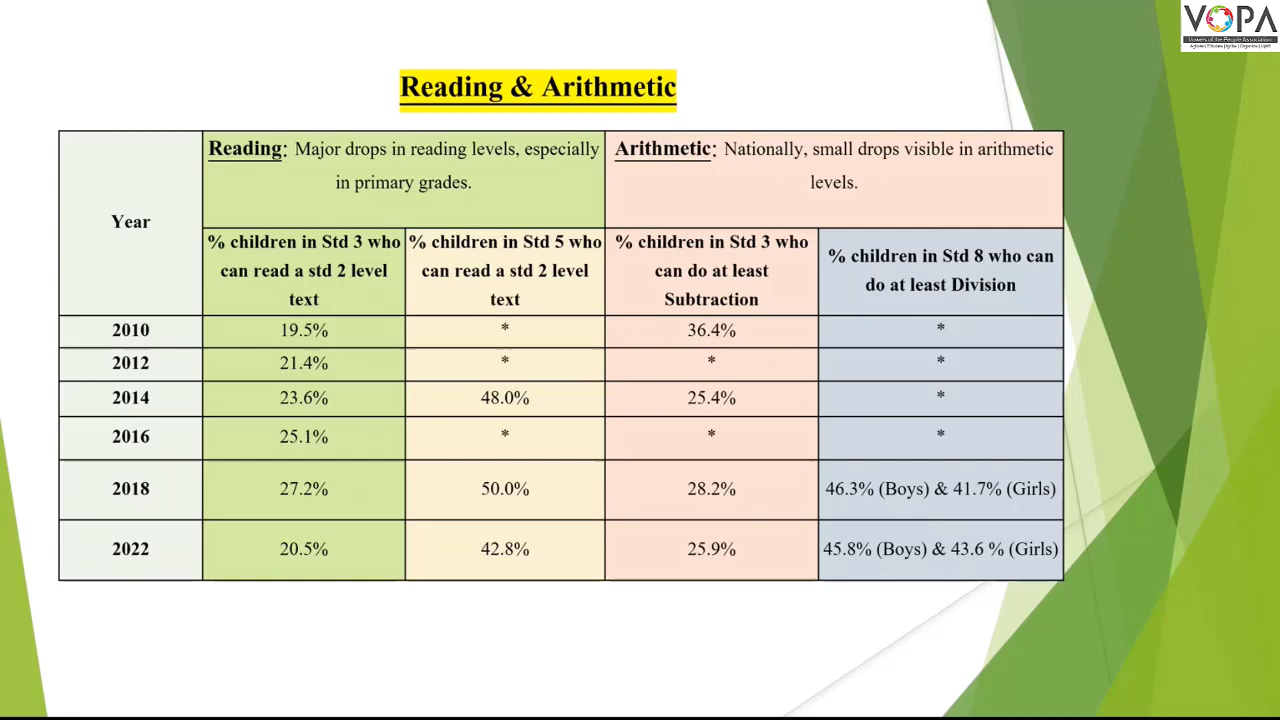 VOPA
Vowels of the People Association
Reading & Arithmetic
Year
Reading: Major drops in reading levels, especially
in primary grades.
Arithmetic: Nationally, small drops visible in arithmetic
levels.
% children in Std 3 who
can read a std 2 level
text
% children in Std 5 who
can read a std 2 level
text
% children in Std 3 who
can do at least
Subtraction
% children in Std 8 who can
do at least Division
2010 19.5% * 36.4% *
2012 21.4% * * *
2014 23.6% 48.0% 25.4% *
2016 25.1% * * *
2018 27.2% 50.0% 28.2% 46.3% (Boys) & 41.7% (Girls)
2022 20.5% 42.8% 25.9% 45.8% (Boys) & 43.6 % (Girls)